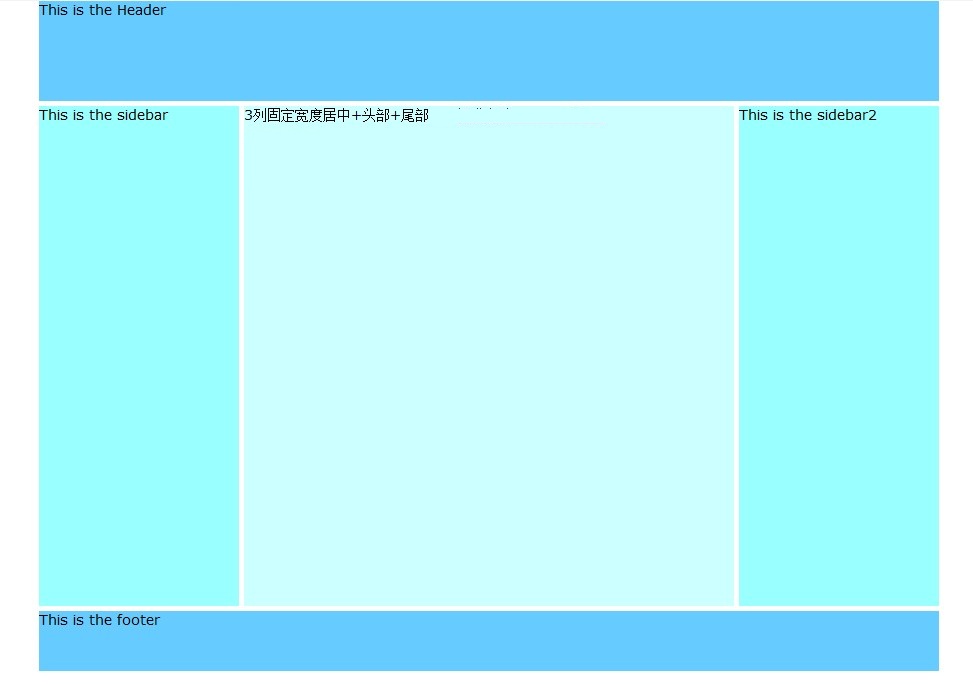 This is the Header
This is the sidebar
3列固定宽度居中+头部+尾部
This is the sidebar2
This is the footer